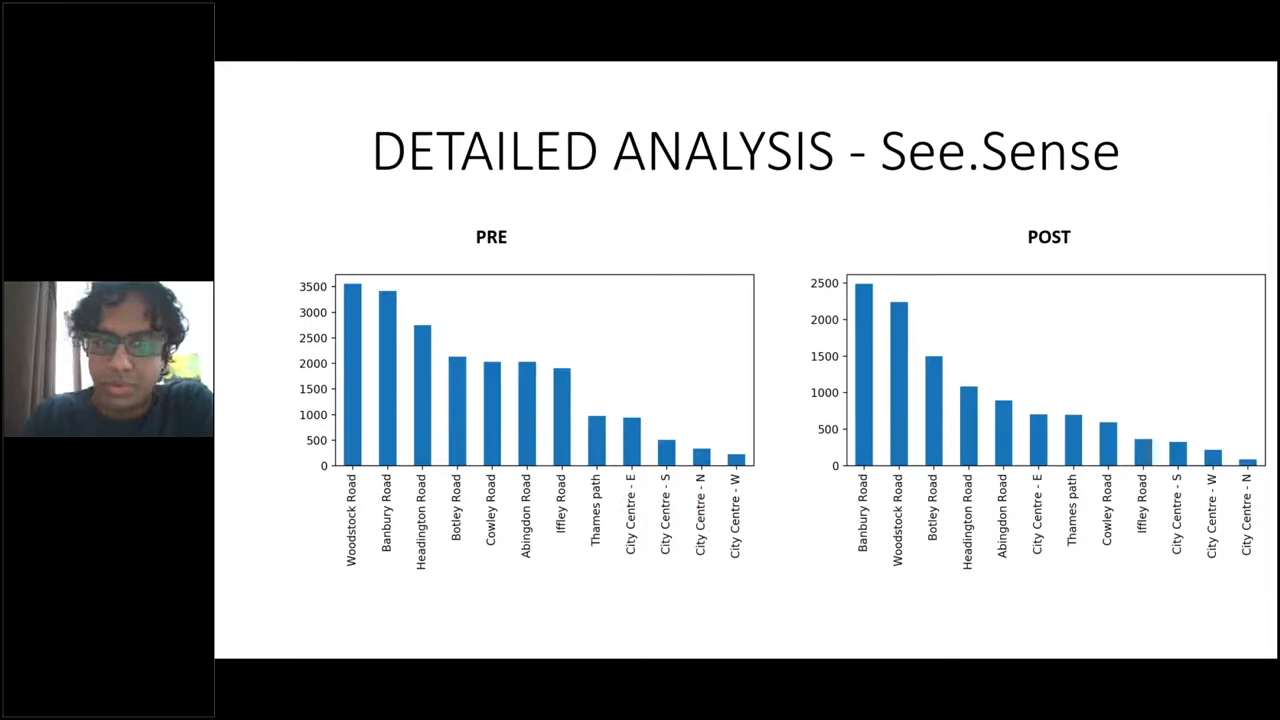 DETAILED ANALYSIS - See.Sense
PRE
3500
3000
2500
2000
1500
1000
500
0
Woodstock Road
Banbury Road
Headington Road
Botley Road
Cowley Road
Abingdon Road
Iffley Road
Thames path
City Centre - E
City Centre - S
City Centre - N
City Centre - W
POST
2500
2000
1500
1000
500
0
Banbury Road
Woodstock Road
Botley Road
Headington Road
Abingdon Road
City Centre - E
Thames path
Cowley Road
Iffley Road
City Centre - S
City Centre - W
City Centre - N